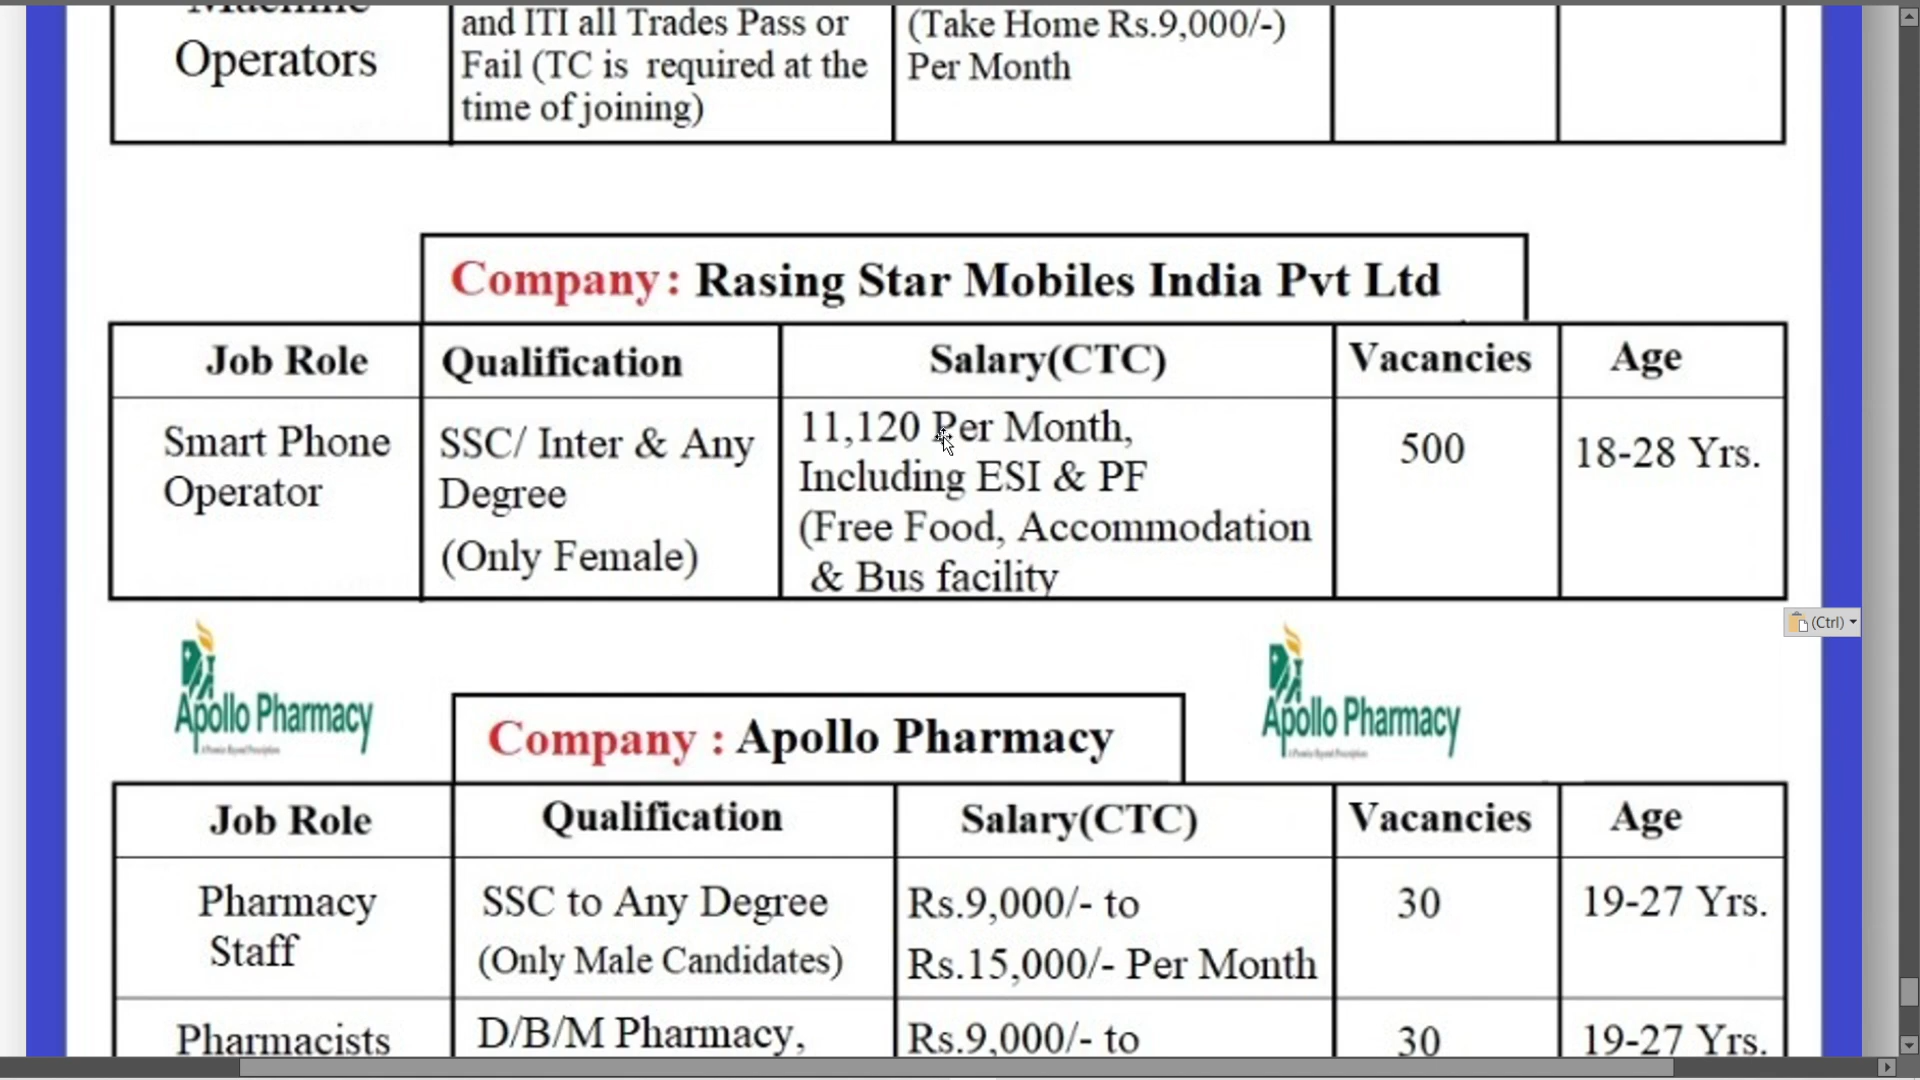 Machine
Operators
and ITI all Trades Pass or
Fail (TC is required at the
time of joining)
(Take Home Rs.9,000/-)
Per Month
Company: Rasing Star Mobiles India Pvt Ltd
Job Role
Qualification
Salary(CTC)
Vacancies
Age
Smart Phone
Operator
SSC/ Inter & Any
Degree
(Only Female)
11,120 Per Month,
Including ESI & PF
(Free Food, Accommodation
& Bus facility
500
18-28 Yrs.
(Ctrl)
Apollo Pharmacy
Company : Apollo Pharmacy
Apollo Pharmacy
Job Role
Qualification
Salary(CTC)
Vacancies
Age
Pharmacy
Staff
SSC to Any Degree
(Only Male Candidates)
Rs.9,000/- to
Rs.15,000/- Per Month
30
19-27 Yrs.
Pharmacists
D/B/M Pharmacy,
Rs.9,000/- to
30
19-27 Yrs.